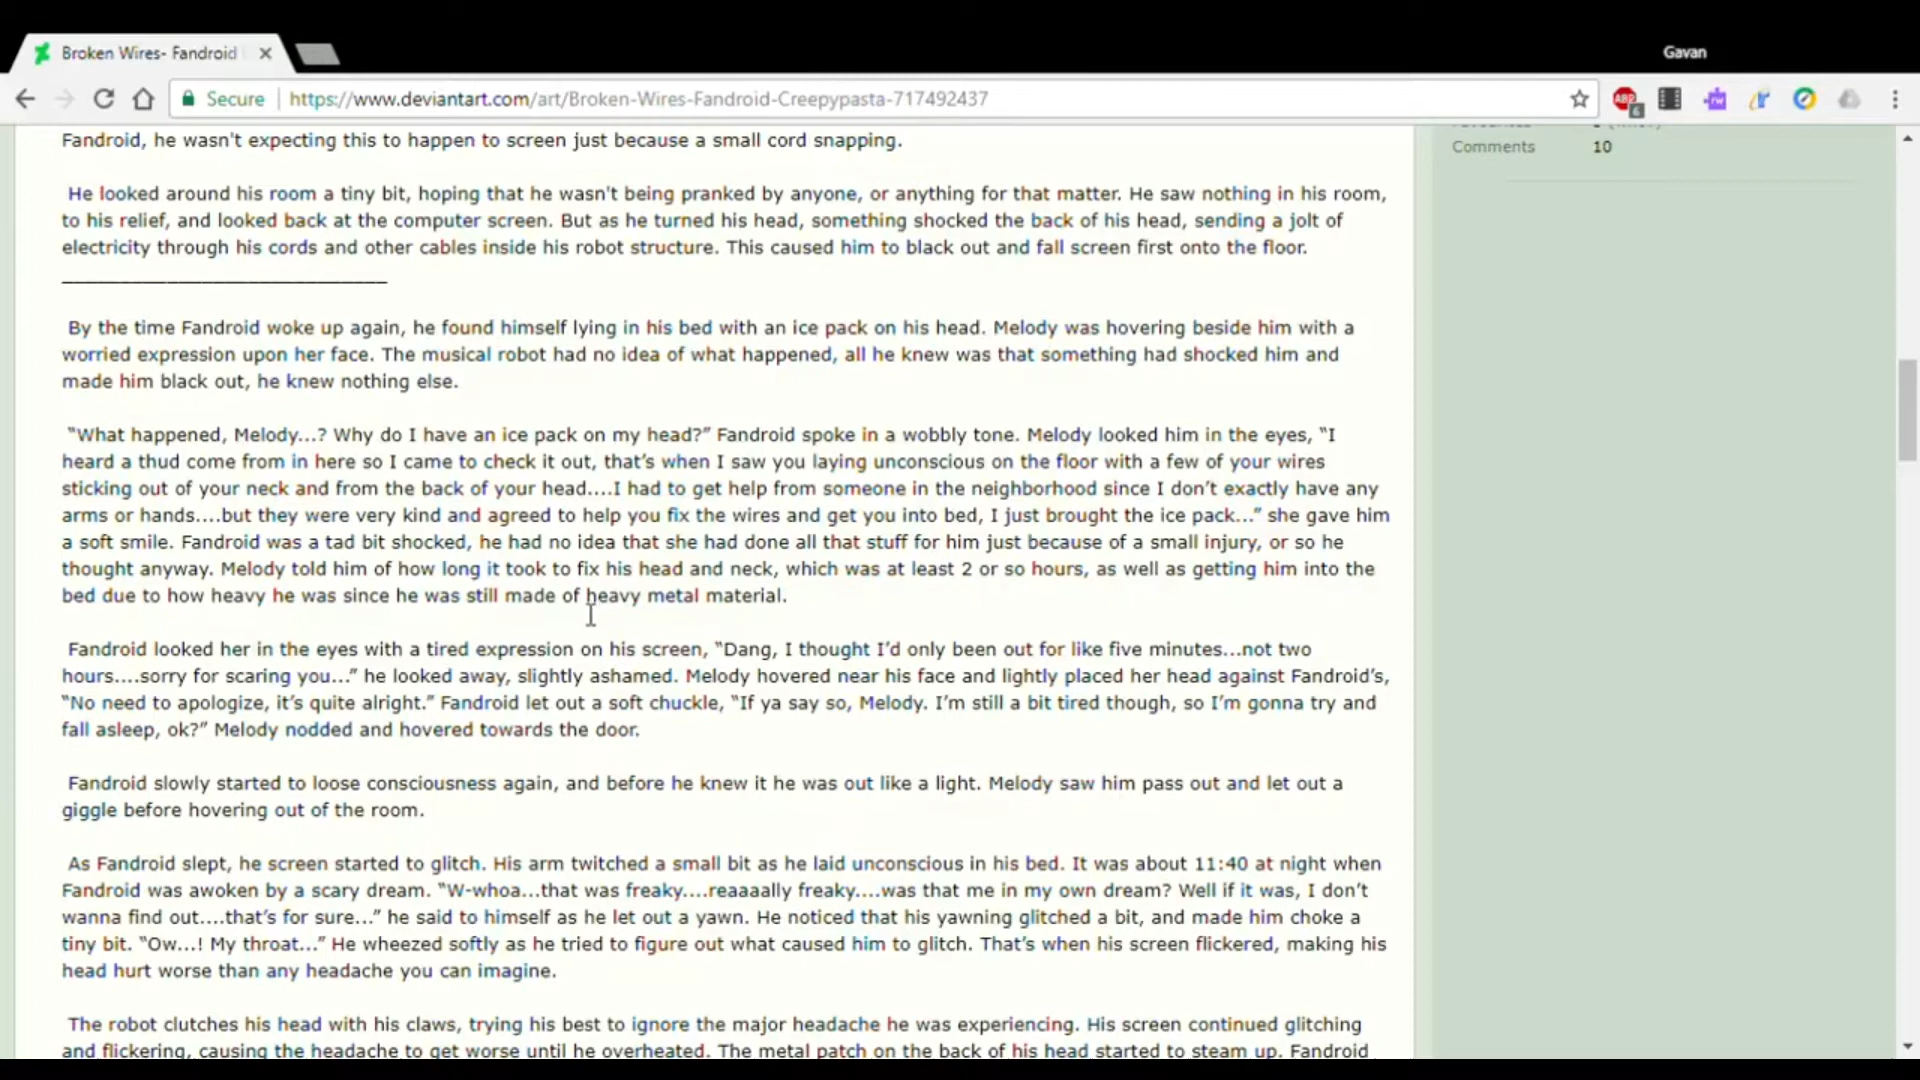 Broken Wires- Fandroid
Gavan
Secure
https://www.deviantart.com/art/Broken-Wires-Fandroid-Creepypasta-717492437
ABP
6
Comments 10
Fandroid, he wasn't expecting this to happen to screen just because a small cord snapping.
He looked around his room a tiny bit, hoping that he wasn't being pranked by anyone, or anything for that matter. He saw nothing in his room,
to his relief, and looked back at the computer screen. But as he turned his head, something shocked the back of his head, sending a jolt of
electricity through his cords and other cables inside his robot structure. This caused him to black out and fall screen first onto the floor.
______________________________
By the time Fandroid woke up again, he found himself lying in his bed with an ice pack on his head. Melody was hovering beside him with a
worried expression upon her face. The musical robot had no idea of what happened, all he knew was that something had shocked him and
made him black out, he knew nothing else.
“What happened, Melody...? Why do I have an ice pack on my head?” Fandroid spoke in a wobbly tone. Melody looked him in the eyes, “I
heard a thud come from in here so I came to check it out, that’s when I saw you laying unconscious on the floor with a few of your wires
sticking out of your neck and from the back of your head....I had to get help from someone in the neighborhood since I don’t exactly have any
arms or hands....but they were very kind and agreed to help you fix the wires and get you into bed, I just brought the ice pack...” she gave him
a soft smile. Fandroid was a tad bit shocked, he had no idea that she had done all that stuff for him just because of a small injury, or so he
thought anyway. Melody told him of how long it took to fix his head and neck, which was at least 2 or so hours, as well as getting him into the
bed due to how heavy he was since he was still made of heavy metal material.
Fandroid looked her in the eyes with a tired expression on his screen, “Dang, I thought I’d only been out for like five minutes...not two
hours....sorry for scaring you...” he looked away, slightly ashamed. Melody hovered near his face and lightly placed her head against Fandroid’s,
“No need to apologize, it’s quite alright.” Fandroid let out a soft chuckle, “If ya say so, Melody. I’m still a bit tired though, so I’m gonna try and
fall asleep, ok?” Melody nodded and hovered towards the door.
Fandroid slowly started to loose consciousness again, and before he knew it he was out like a light. Melody saw him pass out and let out a
giggle before hovering out of the room.
As Fandroid slept, he screen started to glitch. His arm twitched a small bit as he laid unconscious in his bed. It was about 11:40 at night when
Fandroid was awoken by a scary dream. “W-whoa...that was freaky....reaaaally freaky....was that me in my own dream? Well if it was, I don’t
wanna find out....that’s for sure...” he said to himself as he let out a yawn. He noticed that his yawning glitched a bit, and made him choke a
tiny bit. “Ow...! My throat...” He wheezed softly as he tried to figure out what caused him to glitch. That’s when his screen flickered, making his
head hurt worse than any headache you can imagine.
The robot clutches his head with his claws, trying his best to ignore the major headache he was experiencing. His screen continued glitching
and flickering, causing the headache to get worse until he overheated. The metal patch on the back of his head started to steam up. Fandroid